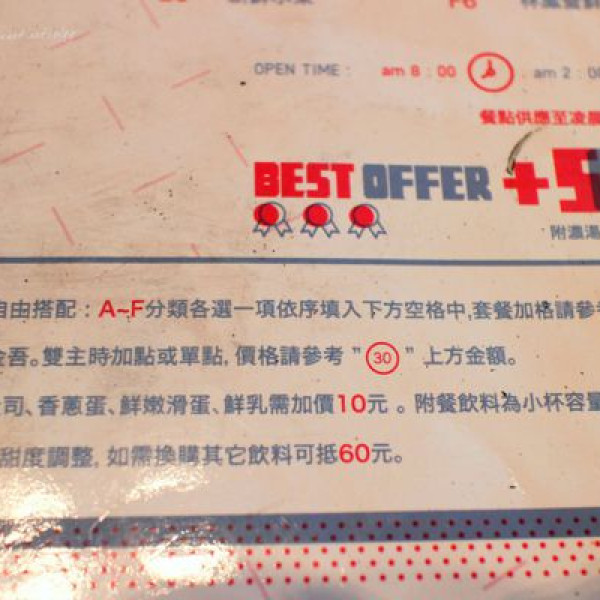 F6
OPEN TIME : am 8 : 00 am 2 : 00
餐點供應至凌晨
BEST OFFER +5
附濃湯
自由搭配 : A~F分類各選一項依序填入下方空格中,套餐加格請參考
金吾。雙主時加點或單點, 價格請參考 " 30 " 上方金額。
司、香蔥蛋、鮮嫩滑蛋、鮮乳需加價10元 。附餐飲料為小杯容量
甜度調整, 如需換購其它飲料可抵60元。